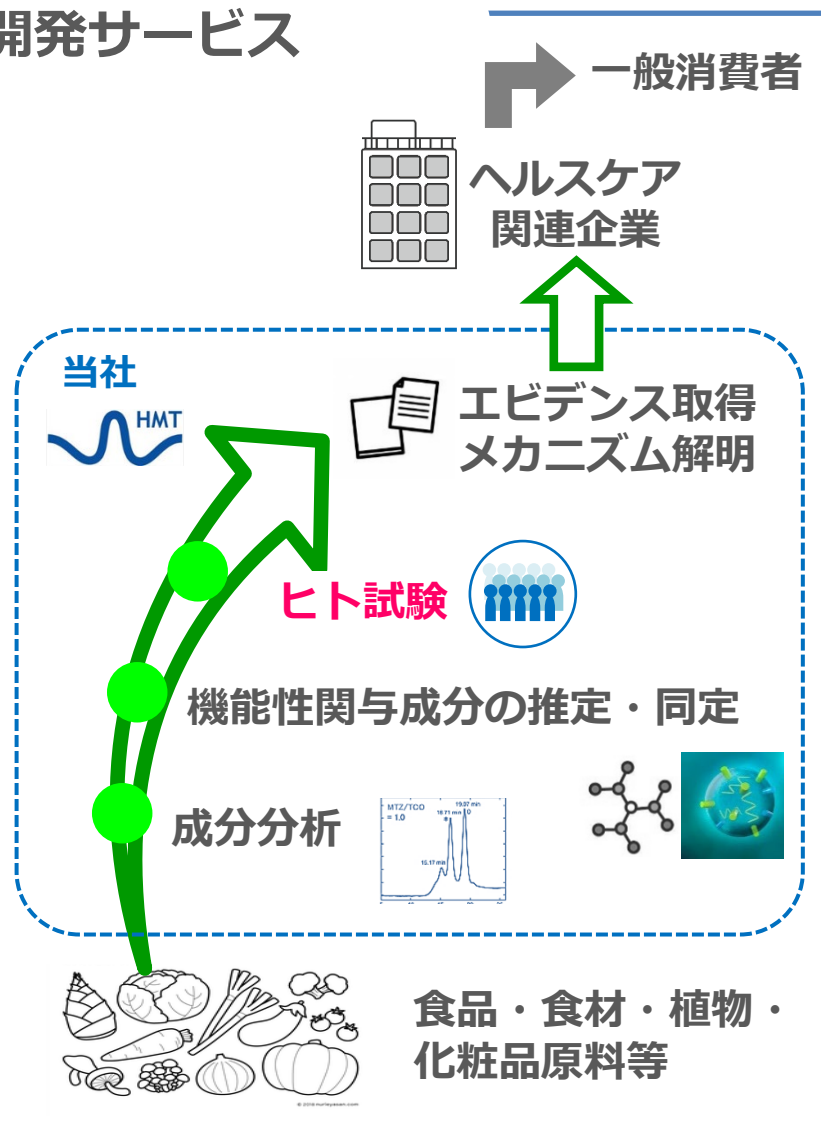 開発サービス
一般消費者
ヘルスケア
関連企業
当社
HMT
エビデンス取得
メカニズム解明
ヒト試験
機能性関与成分の推定・同定
成分分析
MTZ/TCO
= 1.0
19.07 min
16.71 min
15.17 min
食品・食材・植物・
化粧品原料等